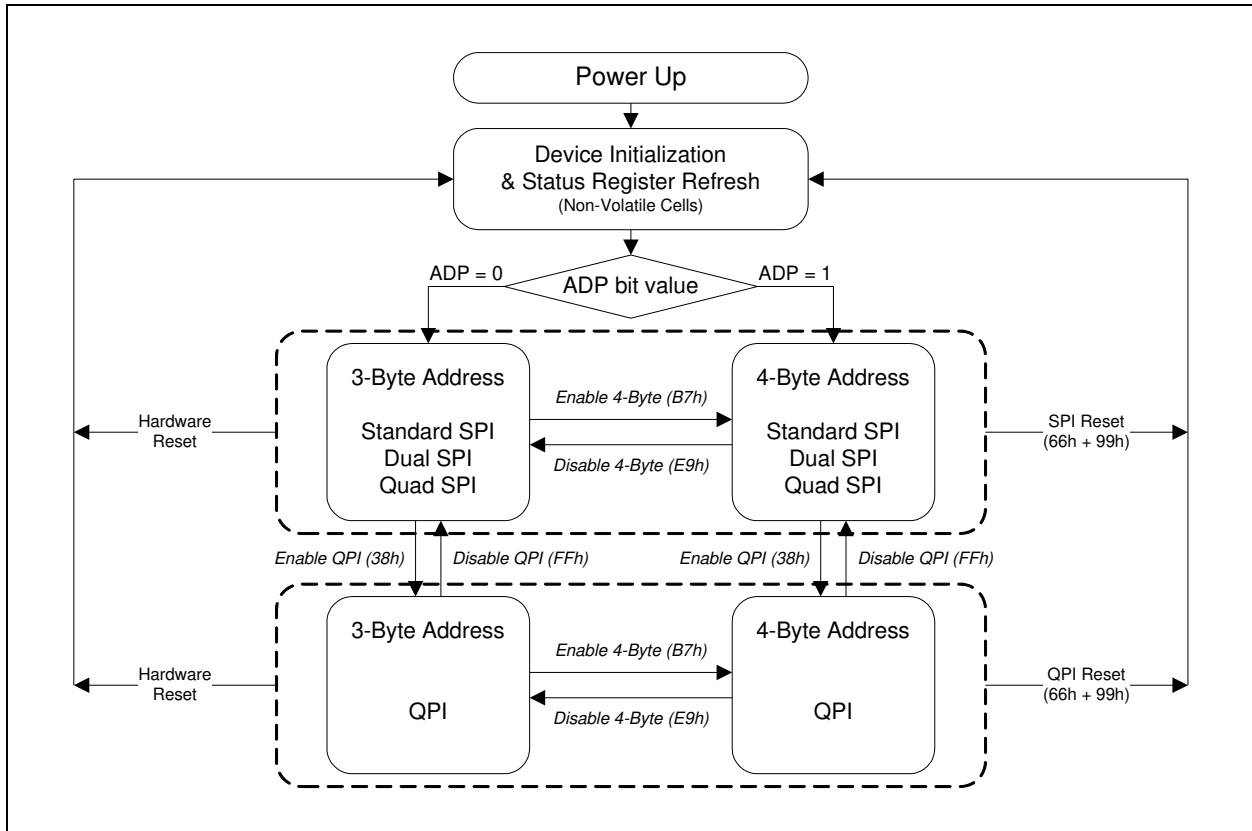 Power Up
Device Initialization
& Status Register Refresh
(Non-Volatile Cells)
ADP = 0
ADP bit value
ADP = 1
3-Byte Address
Standard SPI
Dual SPI
Quad SPI
Enable 4-Byte (B7h)
Disable 4-Byte (E9h)
4-Byte Address
Standard SPI
Dual SPI
Quad SPI
Hardware
Reset
SPI Reset
(66h + 99h)
Enable QPI (38h)
Disable QPI (FFh)
Enable QPI (38h)
Disable QPI (FFh)
3-Byte Address
QPI
Enable 4-Byte (B7h)
Disable 4-Byte (E9h)
4-Byte Address
QPI
Hardware
Reset
QPI Reset
(66h + 99h)